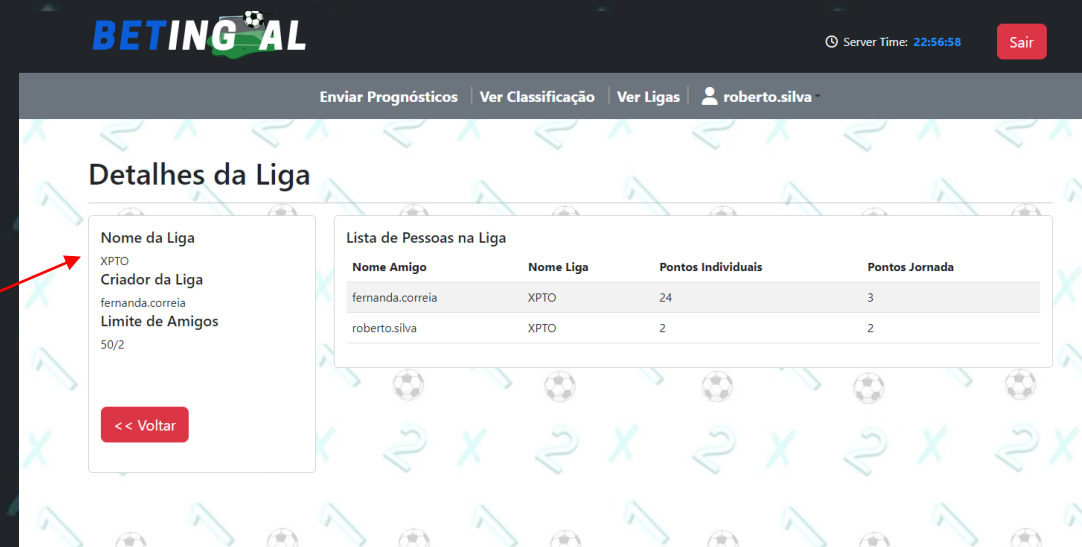 BETINGOAL
Server Time: 22:56:58
Sair
Enviar Prognósticos Ver Classificação Ver Ligas roberto.silva
Detalhes da Liga
Nome da Liga
XPTO
Criador da Liga
fernanda.correia
Limite de Amigos
50/2
<< Voltar
Lista de Pessoas na Liga
Nome Amigo Nome Liga Pontos Individuais Pontos Jornada
fernanda.correia XPTO 24 3
roberto.silva XPTO 2 2